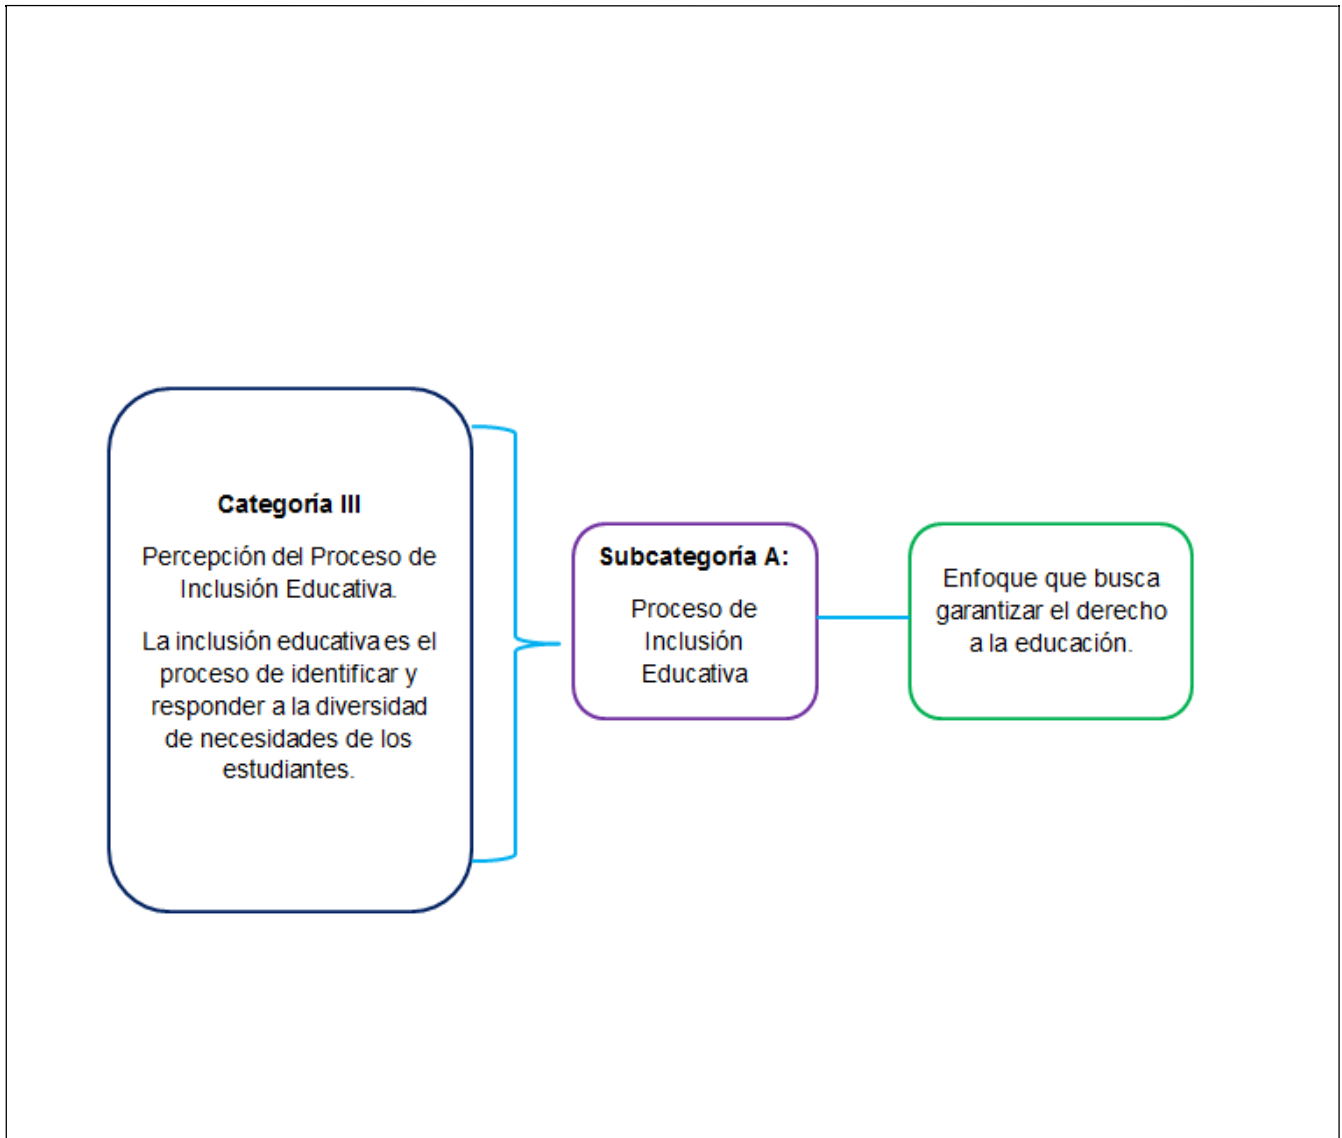 Categoría III
Percepción del Proceso de
Inclusión Educativa.
La inclusión educativa es el
proceso de identificar y
responder a la diversidad
de necesidades de los
estudiantes.
Subcategoría A:
Proceso de
Inclusión
Educativa
Enfoque que busca
garantizar el derecho
a la educación.